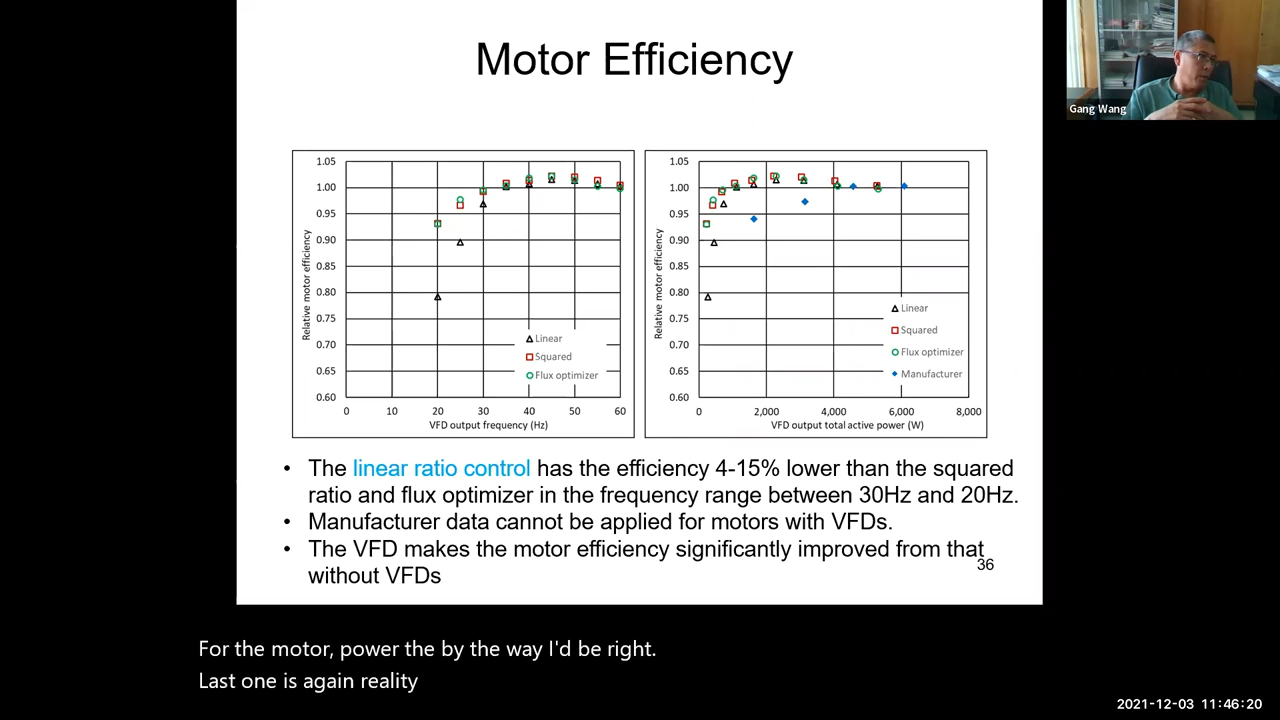 Motor Efficiency
Gang Wang
1.05
1.00
0.95
0.90
0.85
0.80
0.75
0.70
0.65
0.60
Relative motor efficiency
0 10 20 30 40 50 60
VFD output frequency (Hz)
Linear
Squared
Flux optimizer
1.05
1.00
0.95
0.90
0.85
0.80
0.75
0.70
0.65
0.60
Relative motor efficiency
0 2,000 4,000 6,000 8,000
VFD output total active power (W)
Linear
Squared
Flux optimizer
Manufacturer
• The linear ratio control has the efficiency 4-15% lower than the squared
ratio and flux optimizer in the frequency range between 30Hz and 20Hz.
• Manufacturer data cannot be applied for motors with VFDs.
• The VFD makes the motor efficiency significantly improved from that
without VFDs
36
For the motor, power the by the way I'd be right.
Last one is again reality
2021-12-03 11:46:20